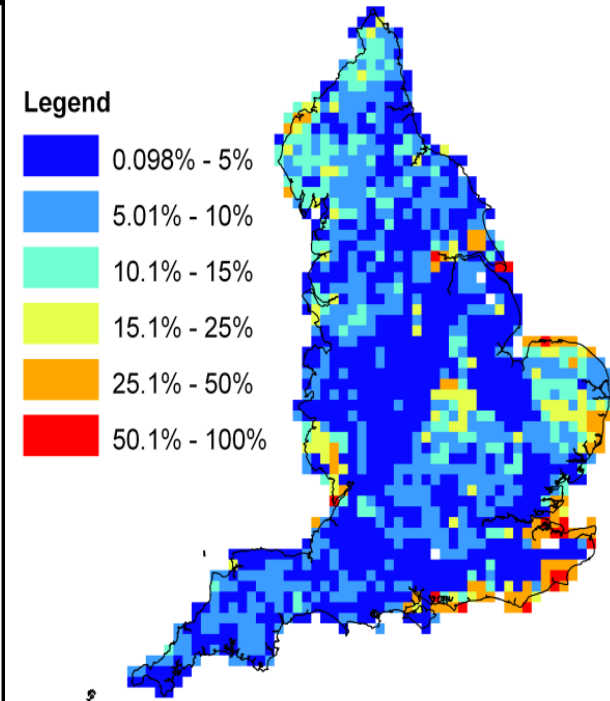 Legend
0.098% - 5%
5.01% - 10%
10.1% - 15%
15.1% - 25%
25.1% - 50%
50.1% - 100%